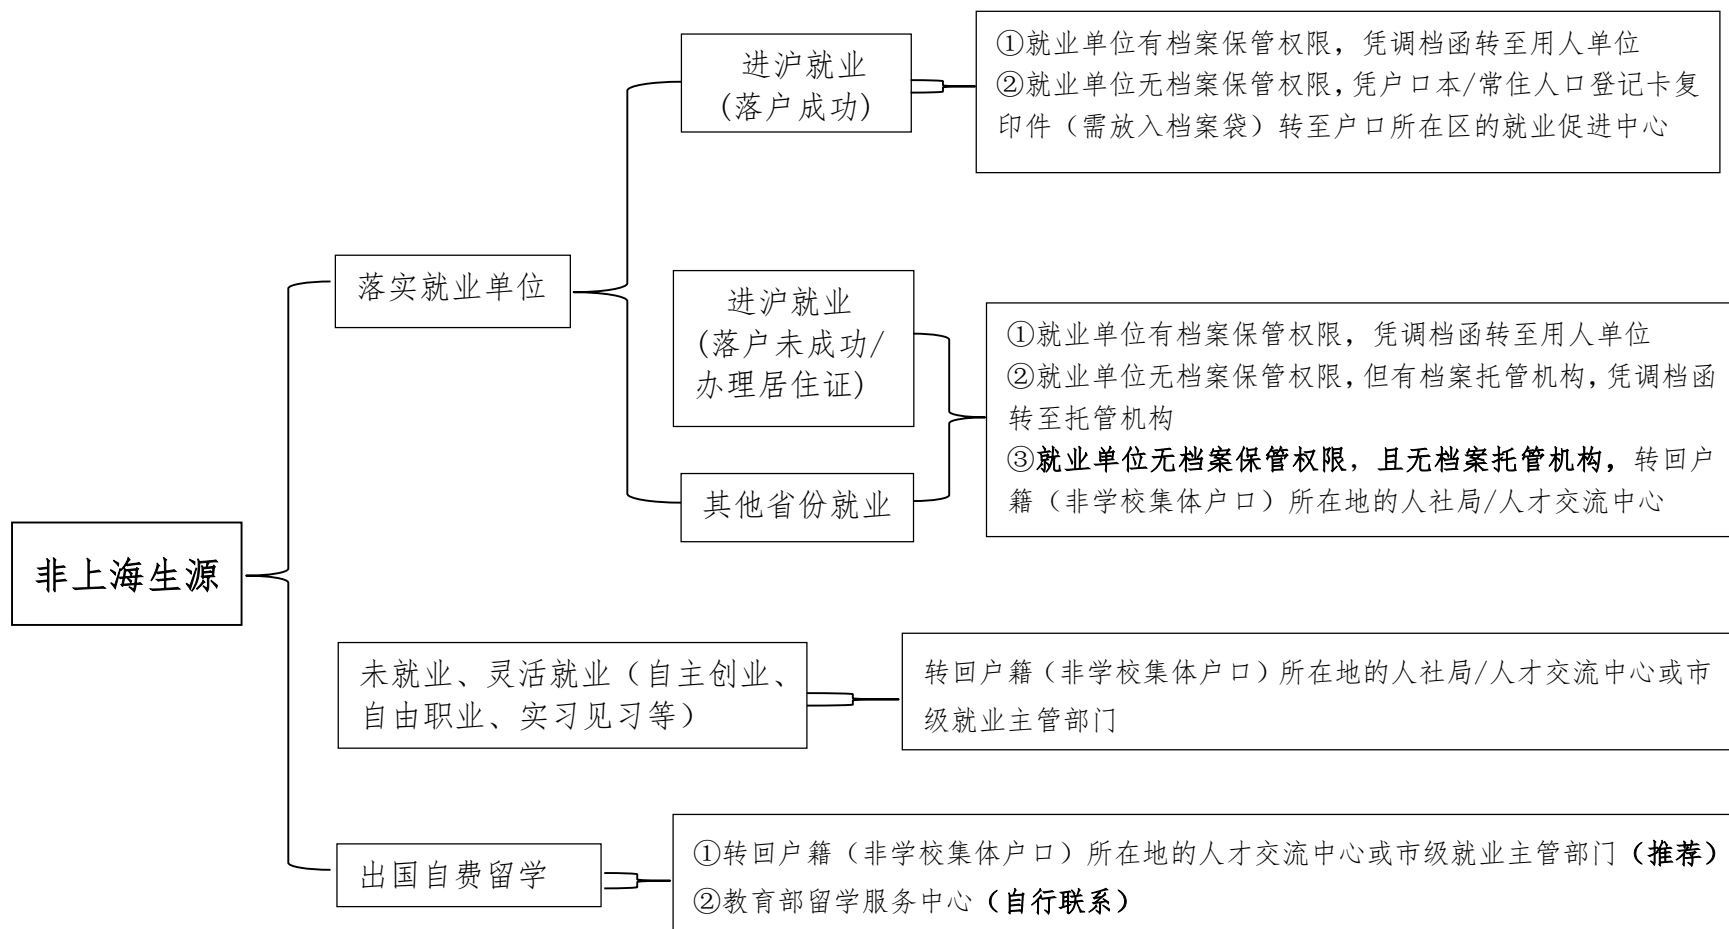 非上海生源
落实就业单位
进沪就业
(落户成功)
①就业单位有档案保管权限，凭调档函转至用人单位
②就业单位无档案保管权限，凭户口本/常住人口登记卡复
印件（需放入档案袋）转至户口所在区的就业促进中心
进沪就业
(落户未成功/
办理居住证)
其他省份就业
①就业单位有档案保管权限，凭调档函转至用人单位
②就业单位无档案保管权限，但有档案托管机构，凭调档函
转至托管机构
③就业单位无档案保管权限，且无档案托管机构，转回户
籍（非学校集体户口）所在地的人社局/人才交流中心
未就业、灵活就业（自主创业、
自由职业、实习见习等）
转回户籍（非学校集体户口）所在地的人社局/人才交流中心或市
级就业主管部门
出国自费留学
①转回户籍（非学校集体户口）所在地的人才交流中心或市级就业主管部门（推荐）
②教育部留学服务中心（自行联系）